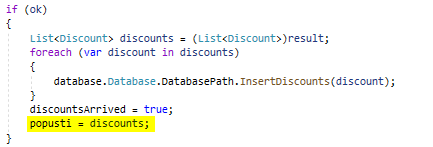 if (ok)
{
List<Discount> discounts = (List<Discount>)result;
foreach (var discount in discounts)
{
database.Database.DatabasePath.InsertDiscounts(discount);
}
discountsArrived = true;
popusti = discounts;
}